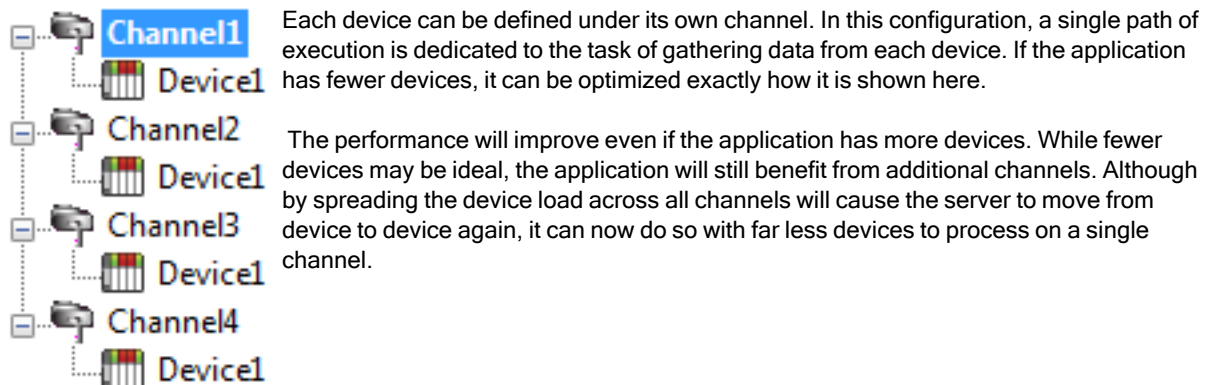 Channel1
Device1
Channel2
Device1
Channel3
Device1
Channel4
Device1
Each device can be defined under its own channel. In this configuration, a single path of
execution is dedicated to the task of gathering data from each device. If the application
has fewer devices, it can be optimized exactly how it is shown here.
The performance will improve even if the application has more devices. While fewer
devices may be ideal, the application will still benefit from additional channels. Although
by spreading the device load across all channels will cause the server to move from
device to device again, it can now do so with far less devices to process on a single
channel.